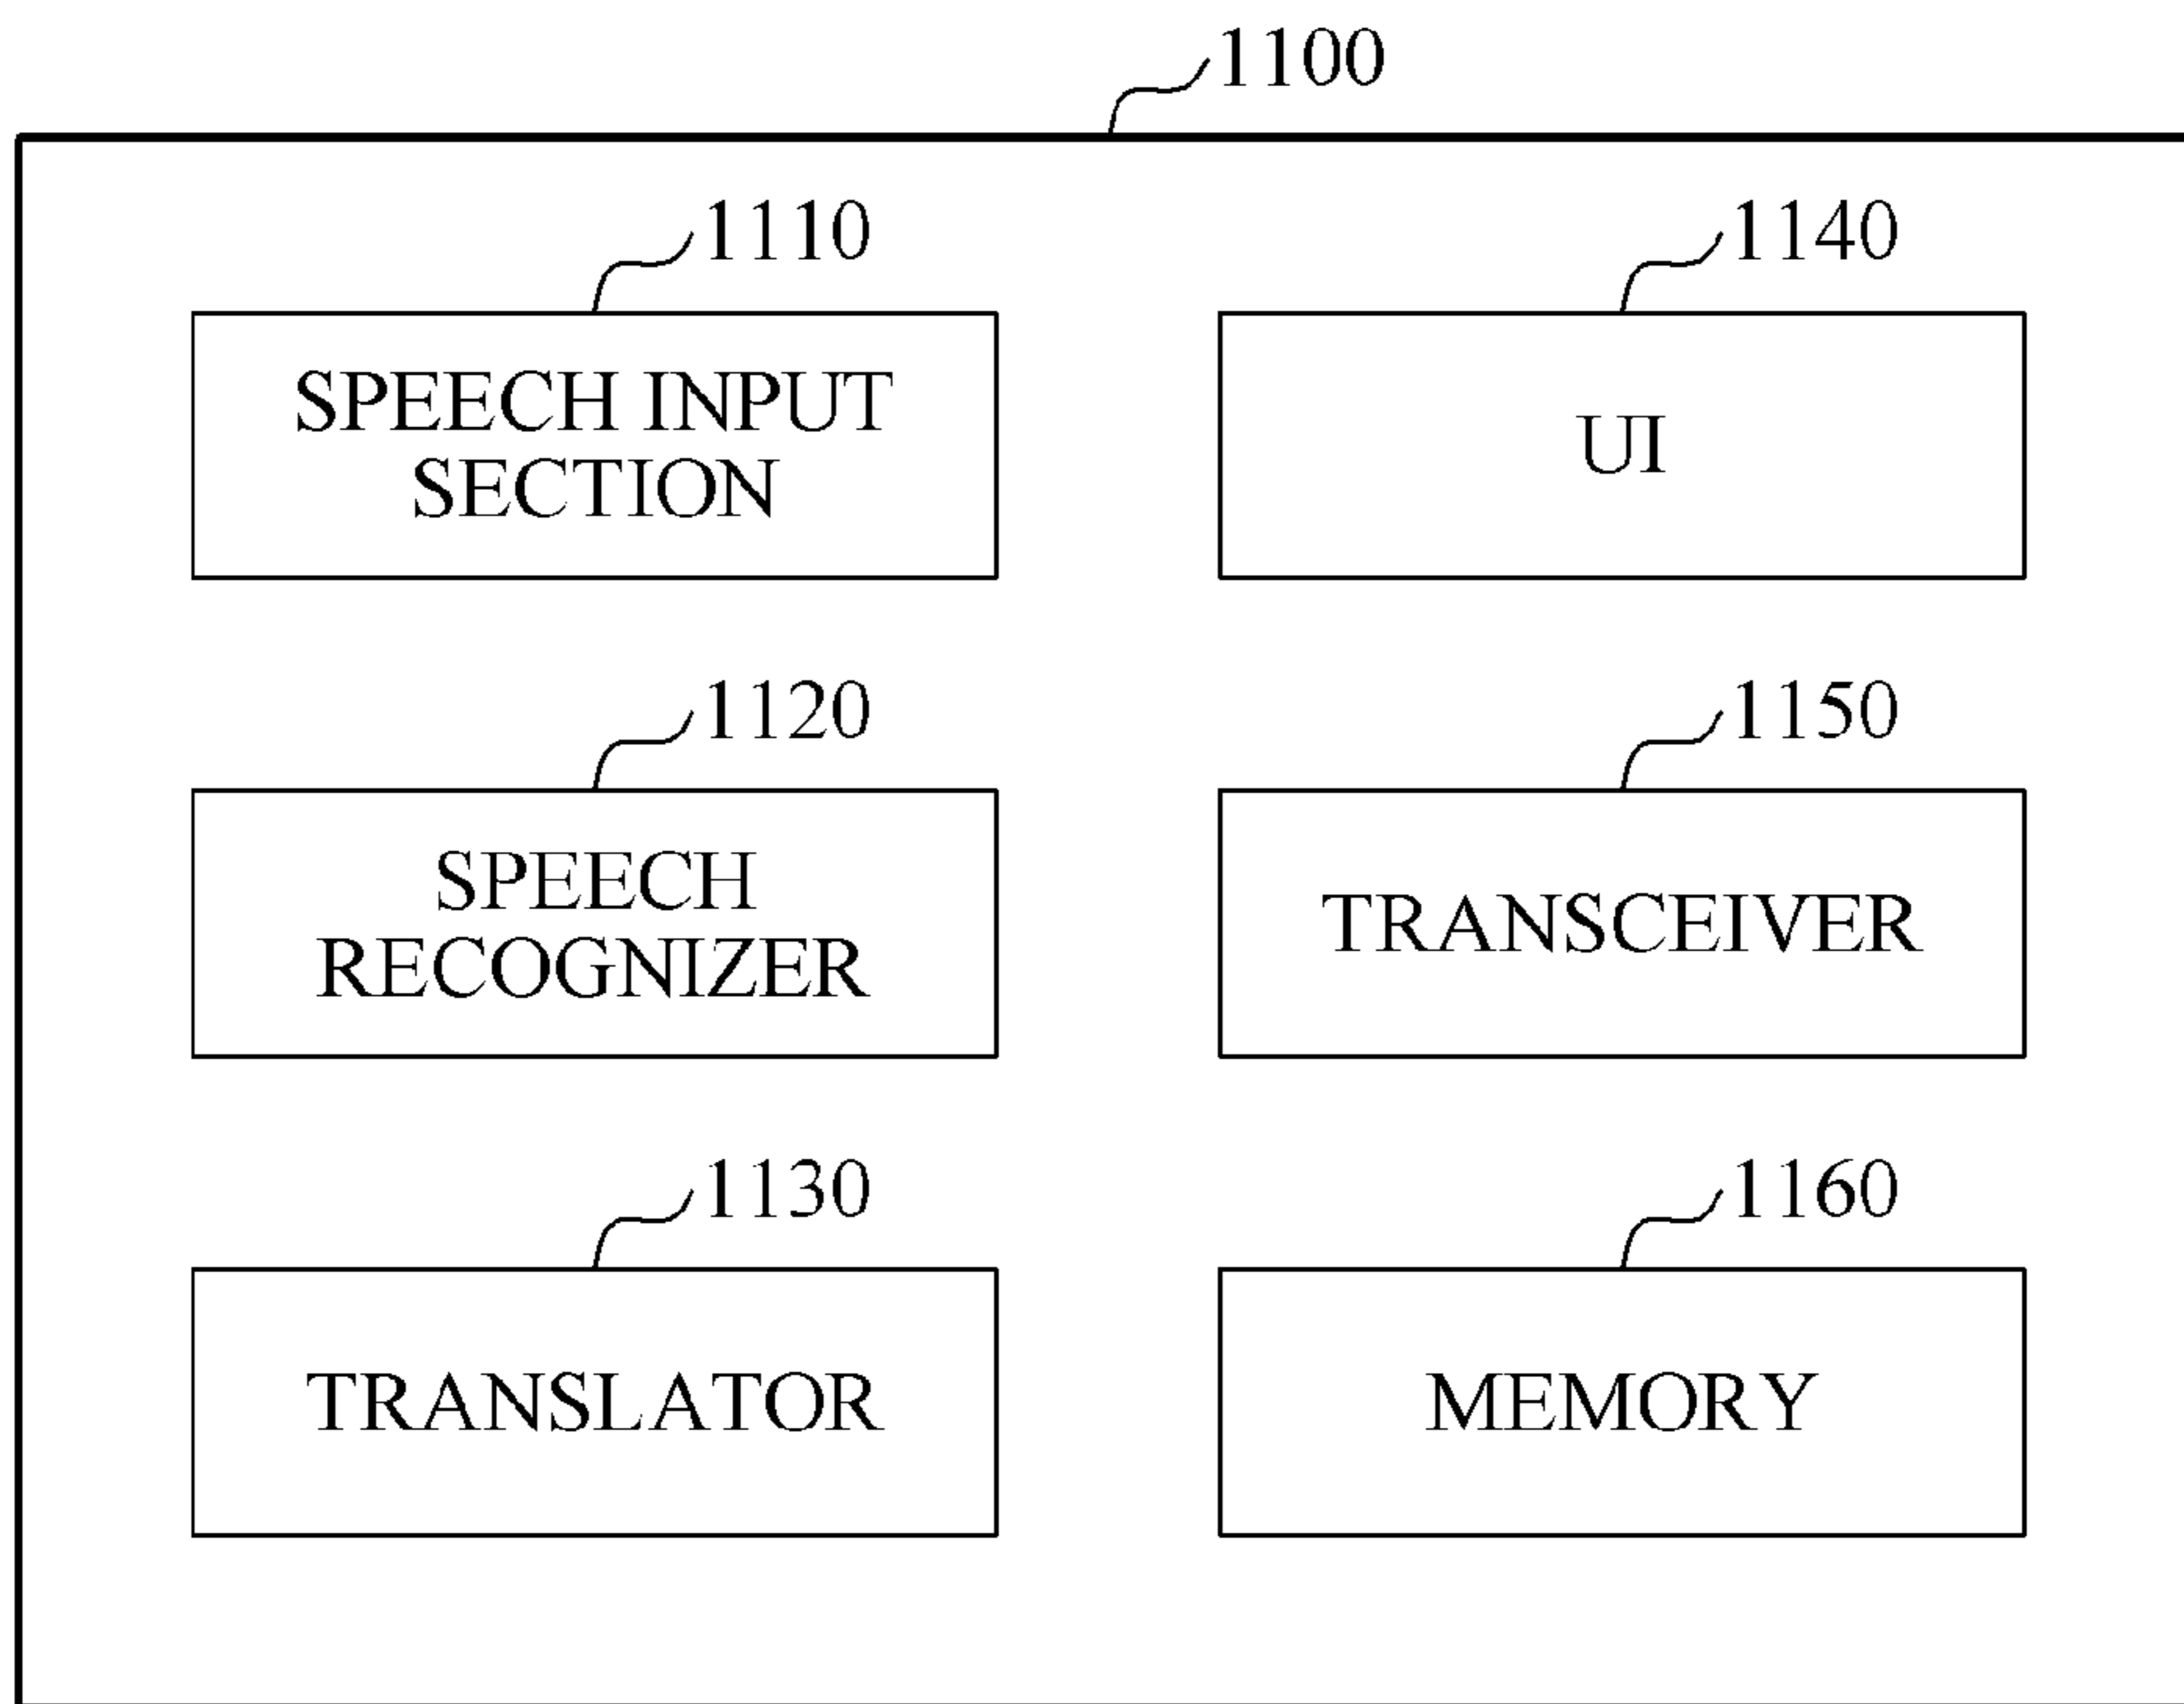 1100
1110
SPEECH INPUT
SECTION
1140
UI
1120
SPEECH
RECOGNIZER
1150
TRANSCEIVER
1130
TRANSLATOR
1160
MEMORY